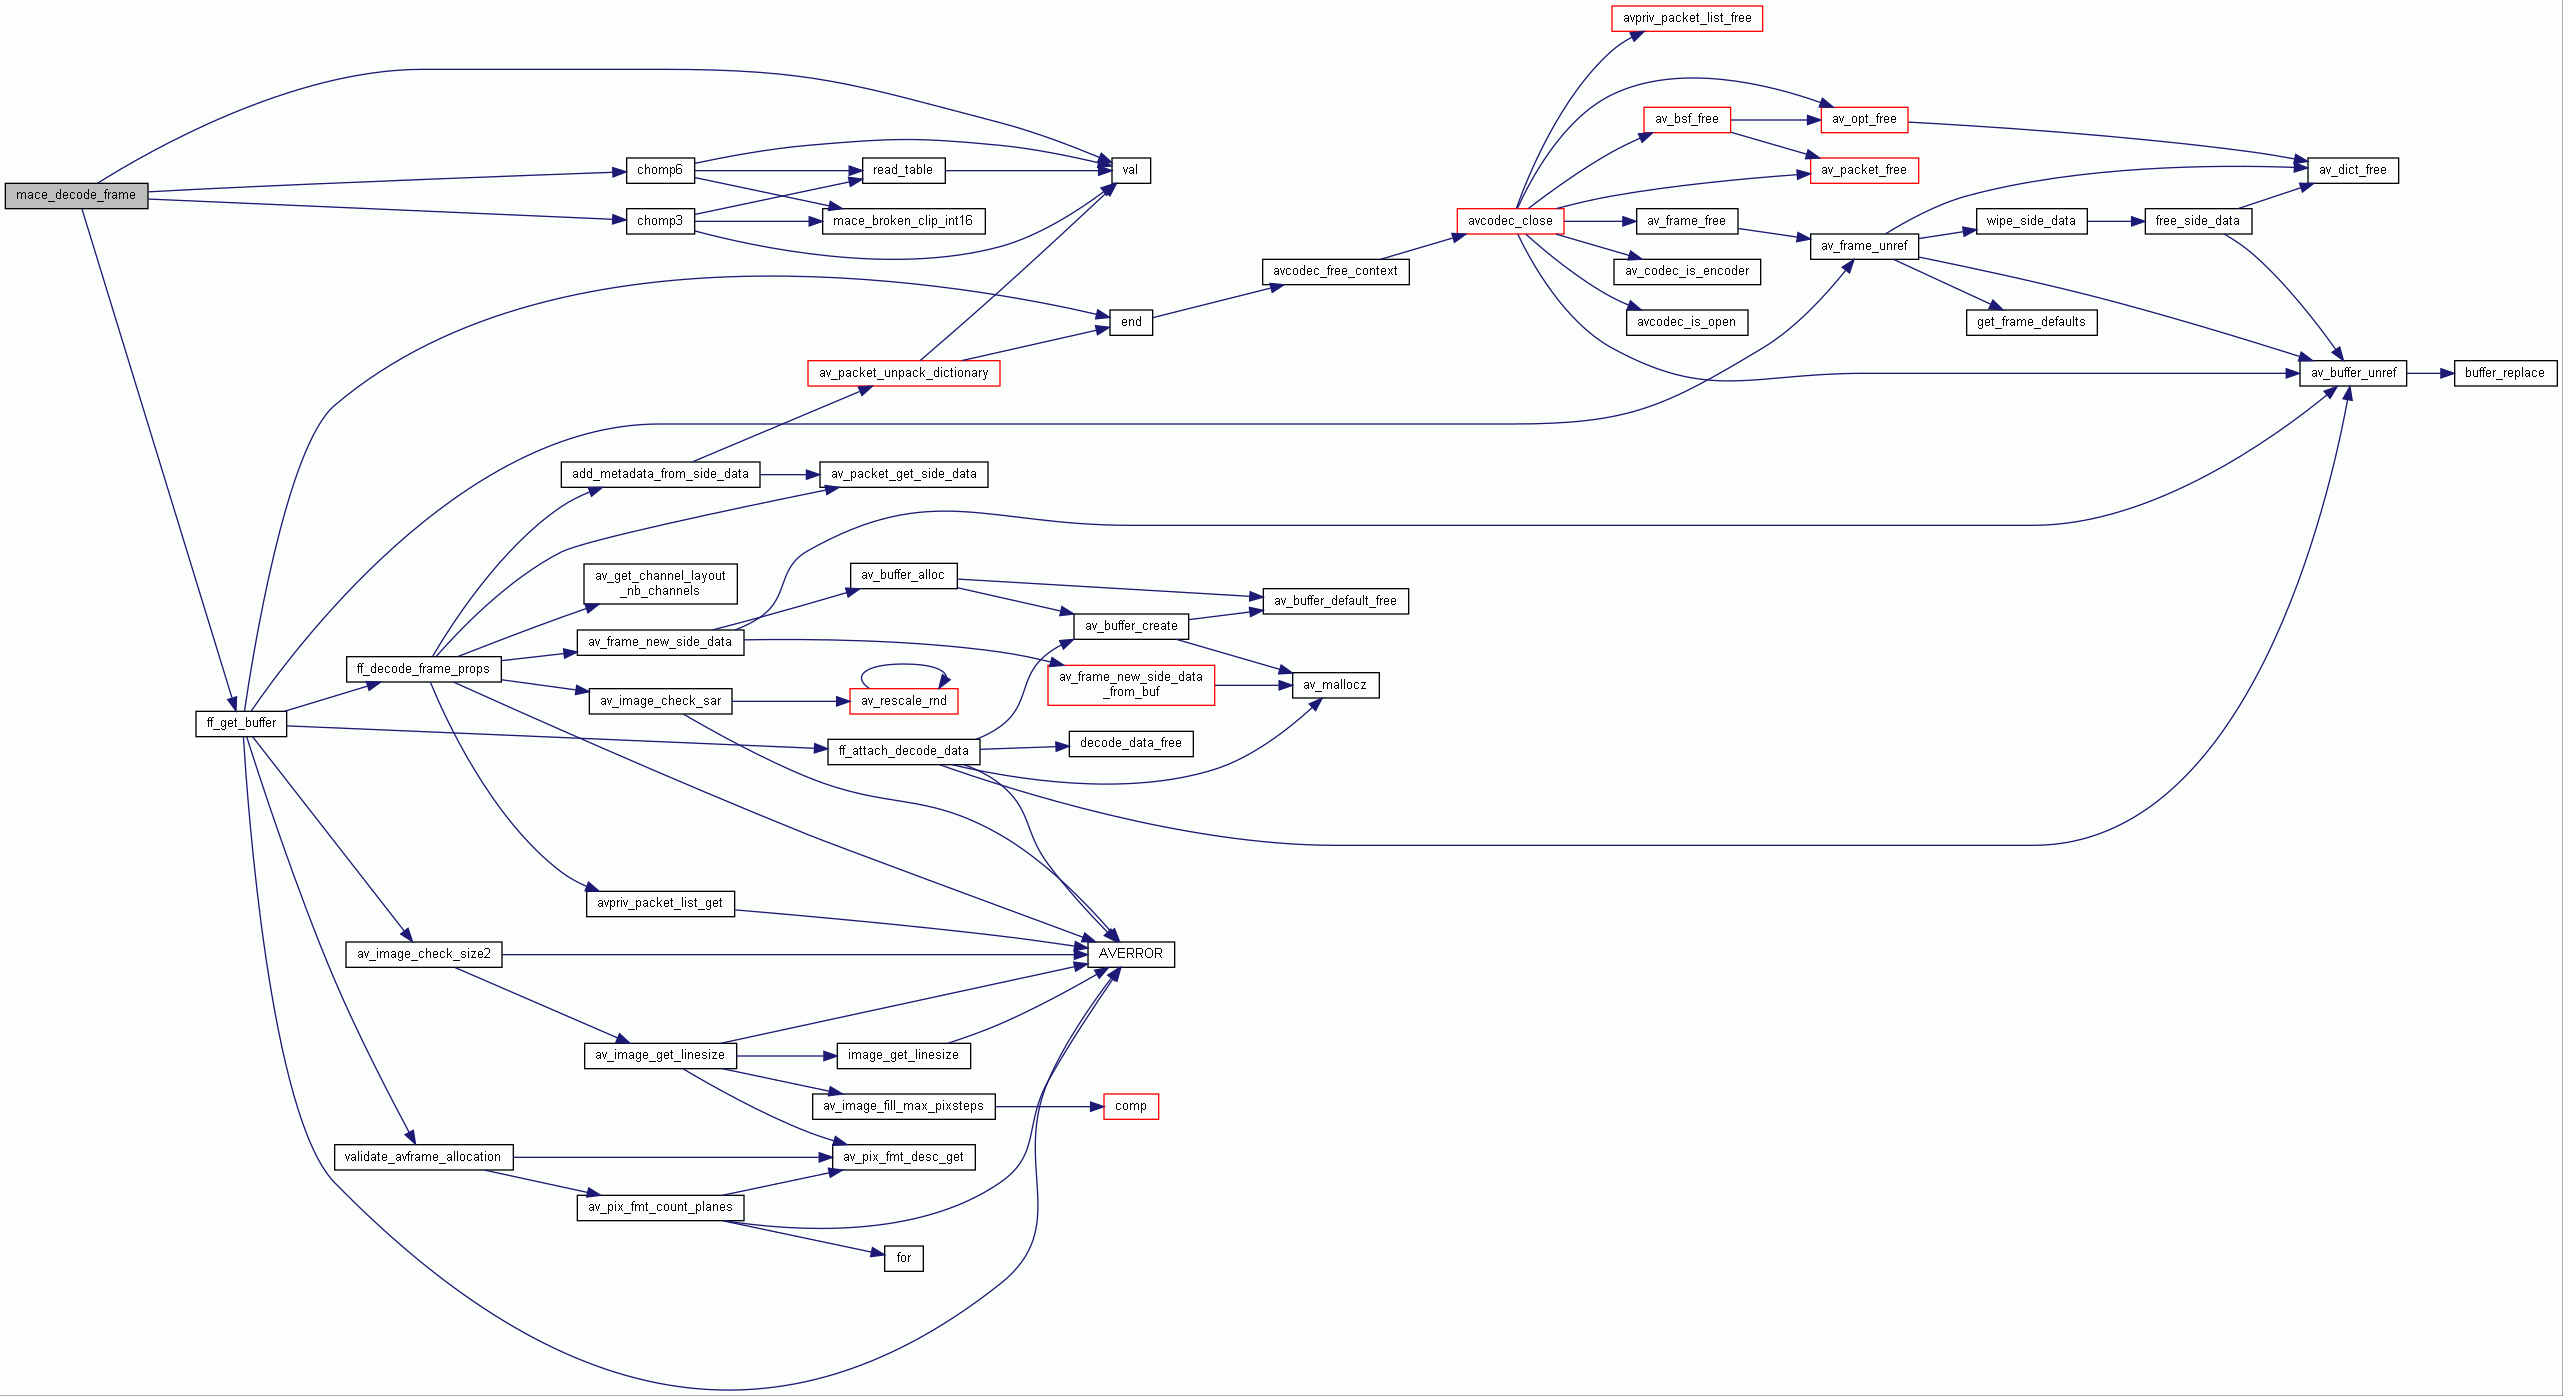 avpriv_packet_list_free
av_bsf_free
av_opt_free
chomp6
read_table
val
av_packet_free
av_dict_free
mace_decode_frame
chomp3
mace_broken_clip_int16
avcodec_close
av_frame_free
wipe_side_data
free_side_data
av_frame_unref
avcodec_free_context
av_codec_is_encoder
end
avcodec_is_open
get_frame_defaults
av_packet_unpack_dictionary
av_buffer_unref
buffer_replace
add_metadata_from_side_data
av_packet_get_side_data
av_get_channel_layout
_nb_channels
av_buffer_alloc
av_buffer_default_free
av_buffer_create
av_frame_new_side_data
ff_decode_frame_props
av_frame_new_side_data
_from_buf
av_mallocz
av_image_check_sar
av_rescale_rnd
ff_get_buffer
ff_attach_decode_data
decode_data_free
avpriv_packet_list_get
av_image_check_size2
AVERROR
av_image_get_linesize
image_get_linesize
av_image_fill_max_pixsteps
comp
validate_avframe_allocation
av_pix_fmt_desc_get
av_pix_fmt_count_planes
for